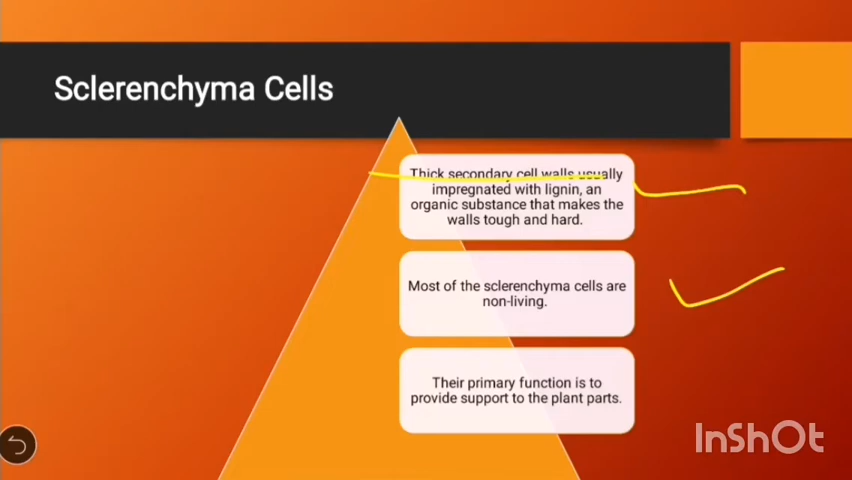 Sclerenchyma Cells
Thick secondary cell walls usually
impregnated with lignin, an
organic substance that makes the
walls tough and hard.
Most of the sclerenchyma cells are
non-living.
Their primary function is to
provide support to the plant parts.
InShOt